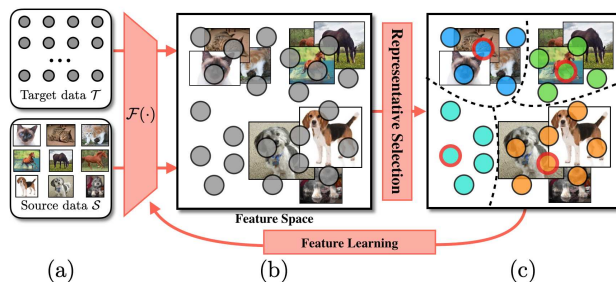 Target data 𝒯
Source data 𝒮
ℱ(·)
Feature Space
Representative Selection
Feature Learning
(a)
(b)
(c)